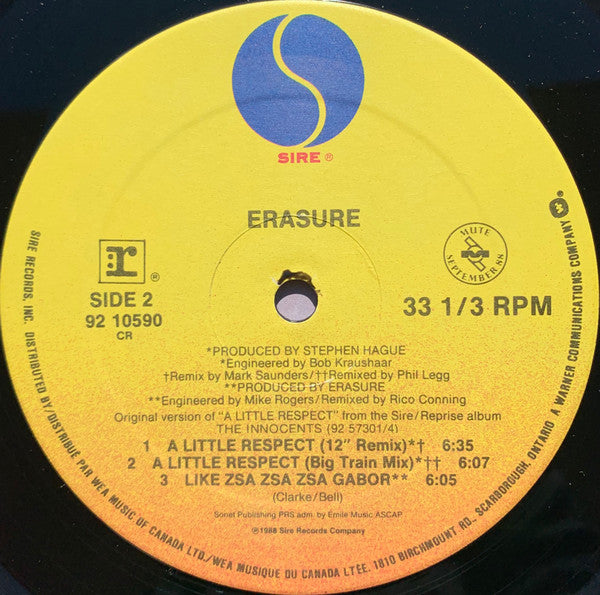 SIRE ®
ERASURE
r ®
SIDE 2
92 10590
CR
MUTE
SEPTEMBER 88
33 1/3 RPM
*PRODUCED BY STEPHEN HAGUE
*Engineered by Bob Kraushaar
†Remix by Mark Saunders/††Remixed by Phil Legg
**PRODUCED BY ERASURE
**Engineered by Mike Rogers/Remixed by Rico Conning
Original version of "A LITTLE RESPECT" from the Sire/Reprise album
THE INNOCENTS (92 57301/4)
1 A LITTLE RESPECT (12" Remix)*† 6:35
2 A LITTLE RESPECT (Big Train Mix)*†† 6:07
3 LIKE ZSA ZSA ZSA GABOR** 6:05
(Clarke/Bell)
Sonet Publishing PRS adm. by Emile Music ASCAP
℗1988 Sire Records Company
SIRE RECORDS, INC. DISTRIBUTED BY/DISTRIBUÉ PAR WEA MUSIC OF CANADA LTD./WEA MUSIQUE DU CANADA LTÉE. 1810 BIRCHMOUNT RD., SCARBOROUGH, ONTARIO A WARNER COMMUNICATIONS COMPANY